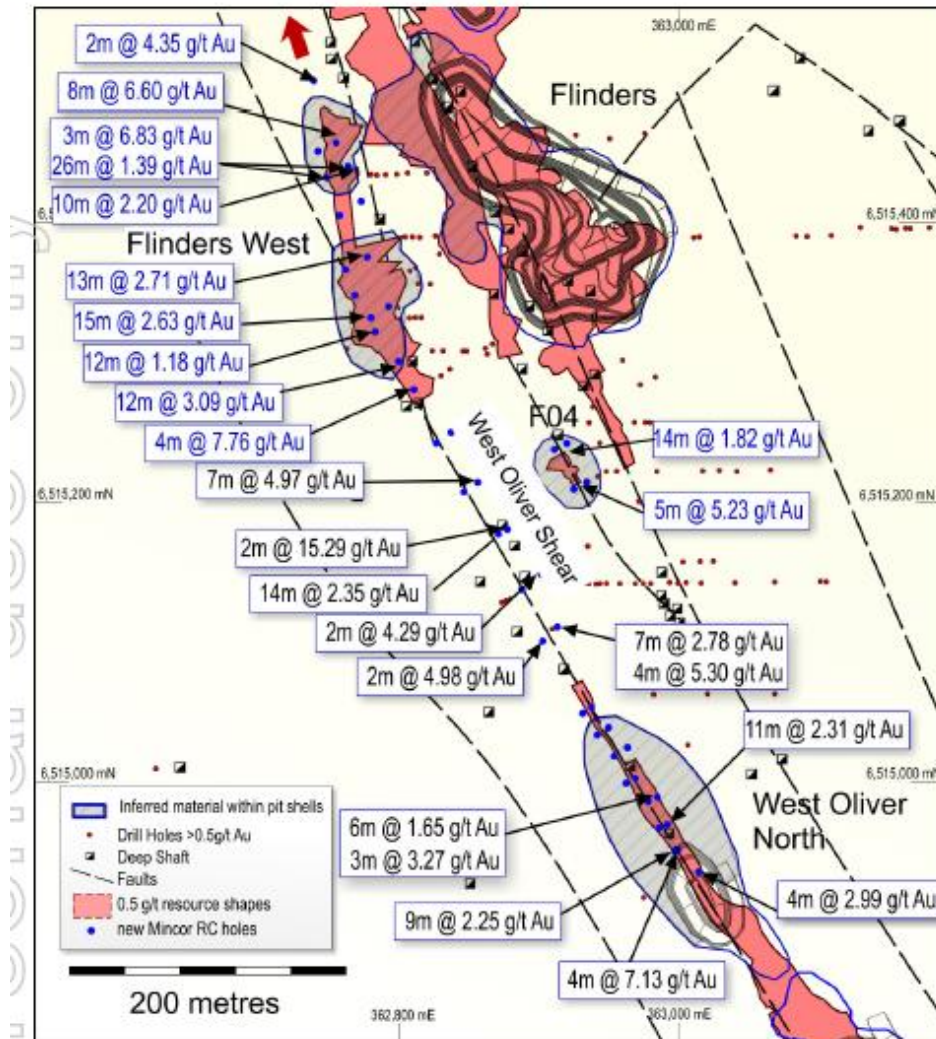 363,000 mE
2m @ 4.35 g/t Au
Flinders
8m @ 6.60 g/t Au
3m @ 6.83 g/t Au
26m @ 1.39 g/t Au
10m @ 2.20 g/t Au
6,515,400 mN
Flinders West
13m @ 2.71 g/t Au
15m @ 2.63 g/t Au
12m @ 1.18 g/t Au
12m @ 3.09 g/t Au
F04
4m @ 7.76 g/t Au
14m @ 1.82 g/t Au
7m @ 4.97 g/t Au
6,515,200 mN
6,515,200 mN
5m @ 5.23 g/t Au
West Oliver Shear
2m @ 15.29 g/t Au
14m @ 2.35 g/t Au
2m @ 4.29 g/t Au
7m @ 2.78 g/t Au
4m @ 5.30 g/t Au
2m @ 4.98 g/t Au
11m @ 2.31 g/t Au
6,515,000 mN
6,515,000 mN
West Oliver
North
6m @ 1.65 g/t Au
3m @ 3.27 g/t Au
4m @ 2.99 g/t Au
9m @ 2.25 g/t Au
4m @ 7.13 g/t Au
Inferred material within pit shells
Drill Holes >0.5g/t Au
Deep Shaft
Faults
0.5 g/t resource shapes
new Mincor RC holes
200 metres
362,800 mE
363,000 mE